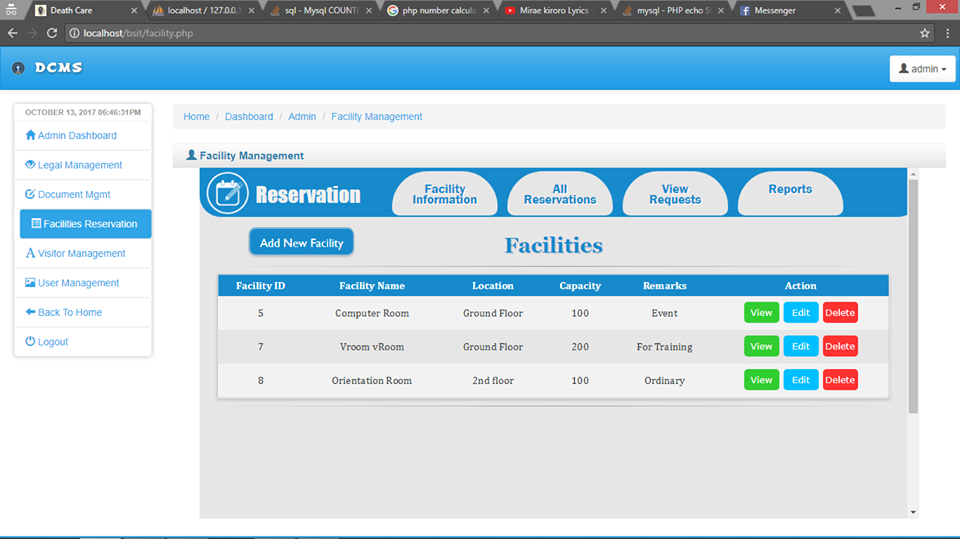 Death Care
localhost / 127.0.0.1
sql - Mysql COUNT(
php number calcula
Mirae kiroro Lyrics -
mysql - PHP echo S
Messenger
localhost/bsit/facility.php
DCMS
admin
OCTOBER 13, 2017 06:46:31PM
Admin Dashboard
Legal Management
Document Mgmt
Facilities Reservation
Visitor Management
User Management
Back To Home
Logout
Home / Dashboard / Admin / Facility Management
Facility Management
Reservation
Facility
Information
All
Reservations
View
Requests
Reports
Add New Facility
Facilities
Facility ID Facility Name Location Capacity Remarks Action
5 Computer Room Ground Floor 100 Event View Edit Delete
7 Vroom vRoom Ground Floor 200 For Training View Edit Delete
8 Orientation Room 2nd floor 100 Ordinary View Edit Delete